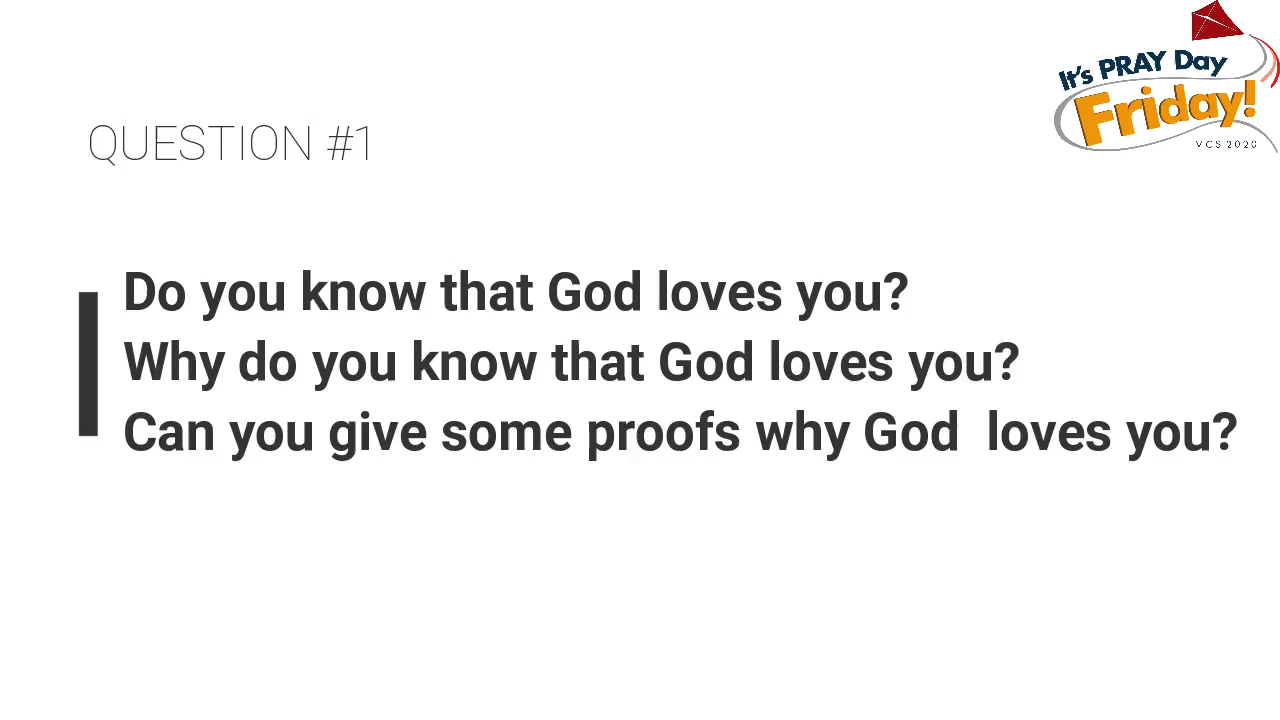 It's PRAY Day
Friday!
VCS 2020
QUESTION #1
Do you know that God loves you?
Why do you know that God loves you?
Can you give some proofs why God  loves you?